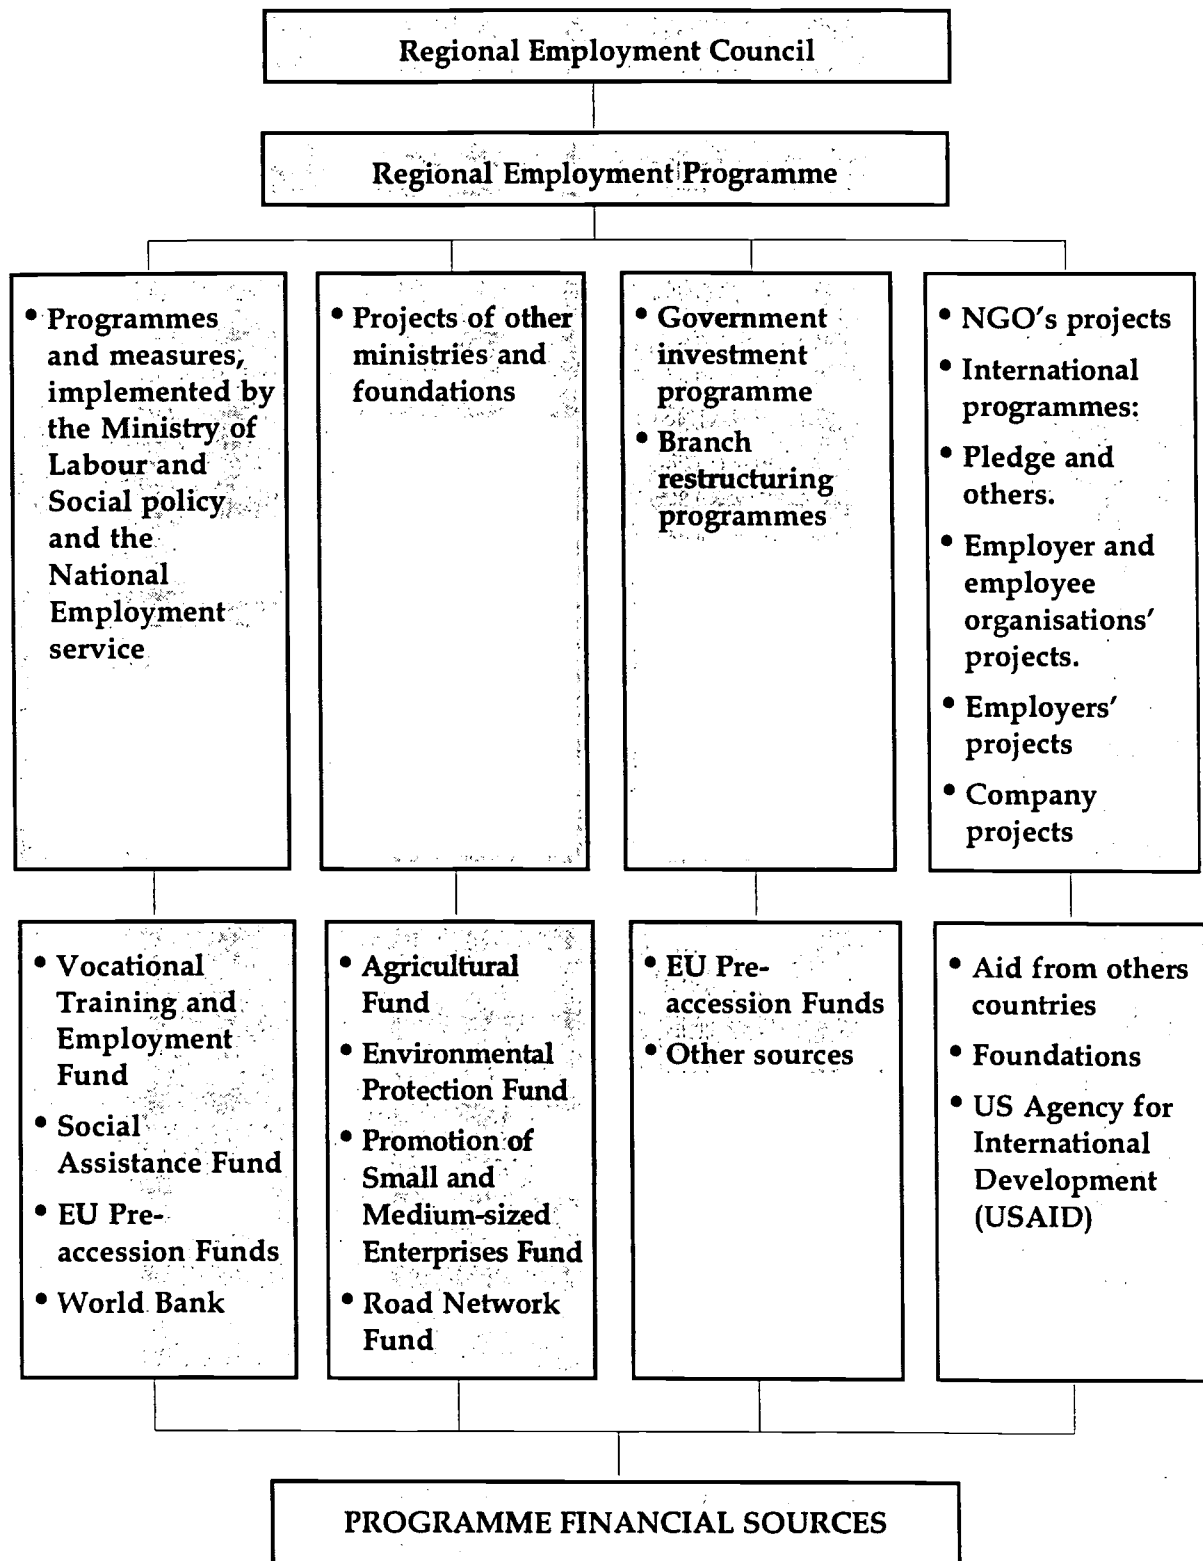 Regional Employment Council
Regional Employment Programme
• Programmes
and measures,
implemented by
the Ministry of
Labour and
Social policy
and the
National
Employment
service
• Projects of other
ministries and
foundations
• Government
investment
programme
• Branch
restructuring
programmes
• NGO's projects
• International
programmes:
• Pledge and
others.
• Employer and
employee
organisations'
projects.
• Employers'
projects
• Company
projects
• Vocational
Training and
Employment
Fund
• Social
Assistance Fund
• EU Pre-
accession Funds
• World Bank
• Agricultural
Fund
• Environmental
Protection Fund
• Promotion of
Small and
Medium-sized
Enterprises Fund
• Road Network
Fund
• EU Pre-
accession Funds
• Other sources
• Aid from others
countries
• Foundations
• US Agency for
International
Development
(USAID)
PROGRAMME FINANCIAL SOURCES